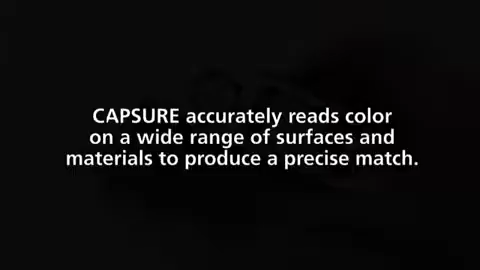 CAPSURE accurately reads color
on a wide range of surfaces and
materials to produce a precise match.